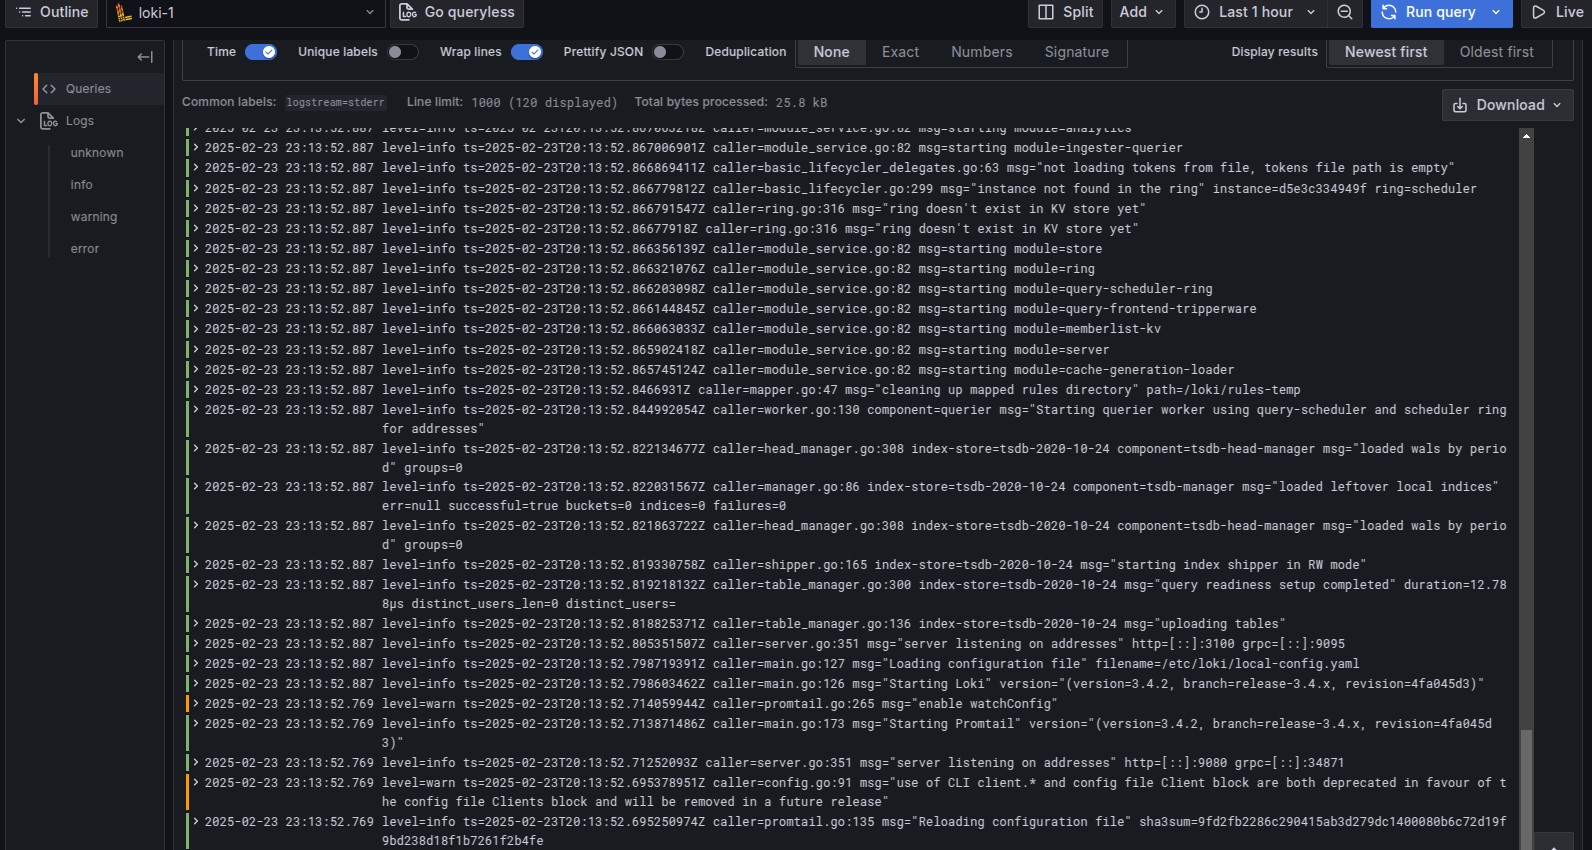 Outline
loki-1
Go queryless
Split
Add
Last 1 hour
Run query
Live
Time
Unique labels
Wrap lines
Prettify JSON
Deduplication
None
Exact
Numbers
Signature
Display results
Newest first
Oldest first
Queries
Logs
unknown
info
warning
error
Common labels: logstream=stderr Line limit: 1000 (120 displayed) Total bytes processed: 25.8 kB
Download
2025-02-23 23:13:52.887 level=info ts=2025-02-23T20:13:52.867006901Z caller=module_service.go:82 msg=starting module=ingester-querier
2025-02-23 23:13:52.887 level=info ts=2025-02-23T20:13:52.866869411Z caller=basic_lifecycler_delegates.go:63 msg="not loading tokens from file, tokens file path is empty"
2025-02-23 23:13:52.887 level=info ts=2025-02-23T20:13:52.866779812Z caller=basic_lifecycler.go:299 msg="instance not found in the ring" instance=d5e3c334949f ring=scheduler
2025-02-23 23:13:52.887 level=info ts=2025-02-23T20:13:52.866791547Z caller=ring.go:316 msg="ring doesn't exist in KV store yet"
2025-02-23 23:13:52.887 level=info ts=2025-02-23T20:13:52.86677918Z caller=ring.go:316 msg="ring doesn't exist in KV store yet"
2025-02-23 23:13:52.887 level=info ts=2025-02-23T20:13:52.866356139Z caller=module_service.go:82 msg=starting module=store
2025-02-23 23:13:52.887 level=info ts=2025-02-23T20:13:52.866321076Z caller=module_service.go:82 msg=starting module=ring
2025-02-23 23:13:52.887 level=info ts=2025-02-23T20:13:52.866203098Z caller=module_service.go:82 msg=starting module=query-scheduler-ring
2025-02-23 23:13:52.887 level=info ts=2025-02-23T20:13:52.866144845Z caller=module_service.go:82 msg=starting module=query-frontend-tripperware
2025-02-23 23:13:52.887 level=info ts=2025-02-23T20:13:52.866063033Z caller=module_service.go:82 msg=starting module=memberlist-kv
2025-02-23 23:13:52.887 level=info ts=2025-02-23T20:13:52.865902418Z caller=module_service.go:82 msg=starting module=server
2025-02-23 23:13:52.887 level=info ts=2025-02-23T20:13:52.865745124Z caller=module_service.go:82 msg=starting module=cache-generation-loader
2025-02-23 23:13:52.887 level=info ts=2025-02-23T20:13:52.8466931Z caller=mapper.go:47 msg="cleaning up mapped rules directory" path=/loki/rules-temp
2025-02-23 23:13:52.887 level=info ts=2025-02-23T20:13:52.844992054Z caller=worker.go:130 component=querier msg="Starting querier worker using query-scheduler and scheduler ring
for addresses"
2025-02-23 23:13:52.887 level=info ts=2025-02-23T20:13:52.822134677Z caller=head_manager.go:308 index-store=tsdb-2020-10-24 component=tsdb-head-manager msg="loaded wals by perio
d" groups=0
2025-02-23 23:13:52.887 level=info ts=2025-02-23T20:13:52.822031567Z caller=manager.go:86 index-store=tsdb-2020-10-24 component=tsdb-manager msg="loaded leftover local indices"
err=null successful=true buckets=0 indices=0 failures=0
2025-02-23 23:13:52.887 level=info ts=2025-02-23T20:13:52.821863722Z caller=head_manager.go:308 index-store=tsdb-2020-10-24 component=tsdb-head-manager msg="loaded wals by perio
d" groups=0
2025-02-23 23:13:52.887 level=info ts=2025-02-23T20:13:52.819330758Z caller=shipper.go:165 index-store=tsdb-2020-10-24 msg="starting index shipper in RW mode"
2025-02-23 23:13:52.887 level=info ts=2025-02-23T20:13:52.819218132Z caller=table_manager.go:300 index-store=tsdb-2020-10-24 msg="query readiness setup completed" duration=12.78
8µs distinct_users_len=0 distinct_users=
2025-02-23 23:13:52.887 level=info ts=2025-02-23T20:13:52.818825371Z caller=table_manager.go:136 index-store=tsdb-2020-10-24 msg="uploading tables"
2025-02-23 23:13:52.887 level=info ts=2025-02-23T20:13:52.805351507Z caller=server.go:351 msg="server listening on addresses" http=[::]:3100 grpc=[::]:9095
2025-02-23 23:13:52.887 level=info ts=2025-02-23T20:13:52.798719391Z caller=main.go:127 msg="Loading configuration file" filename=/etc/loki/local-config.yaml
2025-02-23 23:13:52.887 level=info ts=2025-02-23T20:13:52.798603462Z caller=main.go:126 msg="Starting Loki" version="(version=3.4.2, branch=release-3.4.x, revision=4fa045d3)"
2025-02-23 23:13:52.769 level=warn ts=2025-02-23T20:13:52.714059944Z caller=promtail.go:265 msg="enable watchConfig"
2025-02-23 23:13:52.769 level=info ts=2025-02-23T20:13:52.713871486Z caller=main.go:173 msg="Starting Promtail" version="(version=3.4.2, branch=release-3.4.x, revision=4fa045d
3)"
2025-02-23 23:13:52.769 level=info ts=2025-02-23T20:13:52.71252093Z caller=server.go:351 msg="server listening on addresses" http=[::]:9080 grpc=[::]:34871
2025-02-23 23:13:52.769 level=warn ts=2025-02-23T20:13:52.695378951Z caller=config.go:91 msg="use of CLI client.* and config file Client block are both deprecated in favour of t
he config file Clients block and will be removed in a future release"
2025-02-23 23:13:52.769 level=info ts=2025-02-23T20:13:52.695250974Z caller=promtail.go:135 msg="Reloading configuration file" sha3sum=9fd2fb2286c290415ab3d279dc1400080b6c72d19f
9bd238d18f1b7261f2b4fe